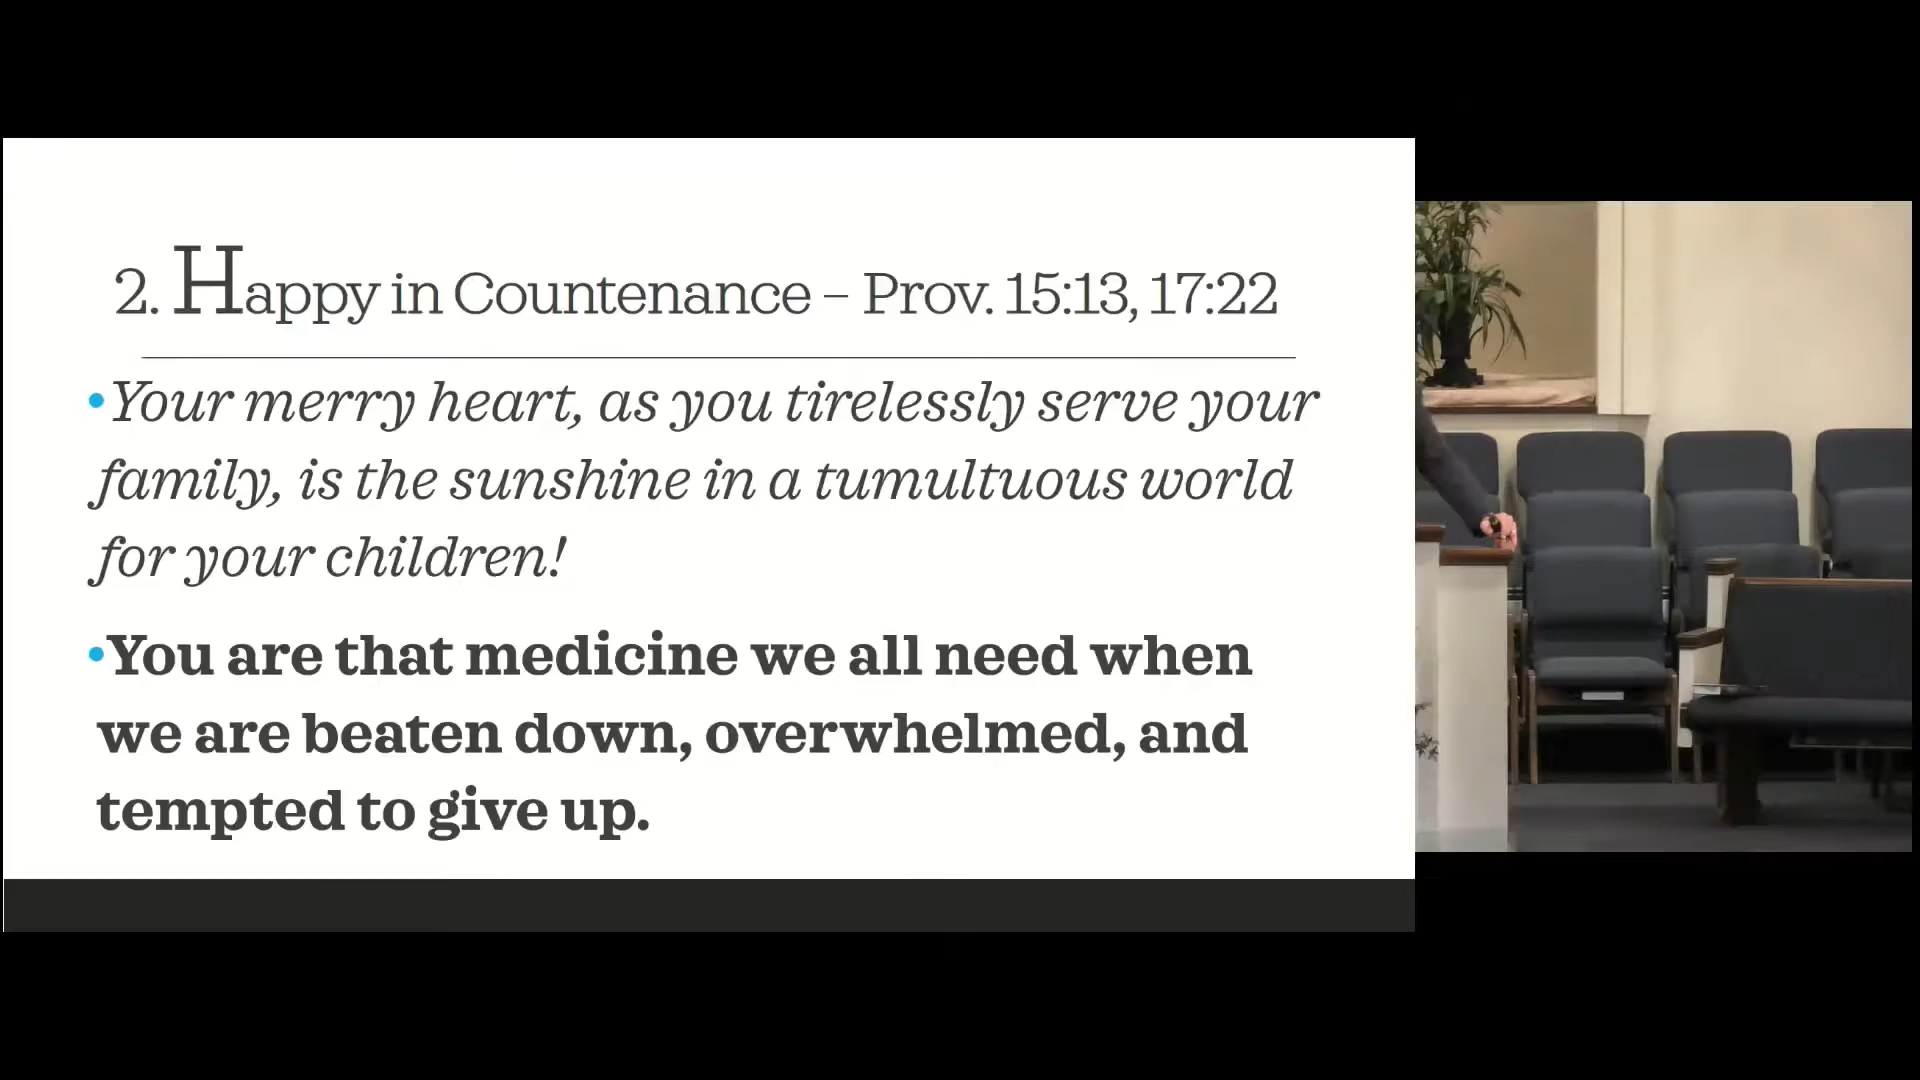 2. Happy in Countenance – Prov. 15:13, 17:22
•Your merry heart, as you tirelessly serve your
family, is the sunshine in a tumultuous world
for your children!
•You are that medicine we all need when
we are beaten down, overwhelmed, and
tempted to give up.